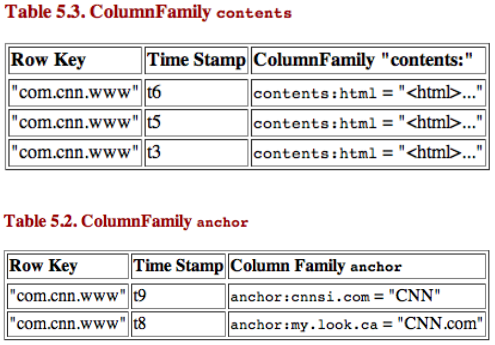 Table 5.3. ColumnFamily contents
Row Key Time Stamp ColumnFamily "contents:"
"com.cnn.www" t6 contents:html = "<html>..."
"com.cnn.www" t5 contents:html = "<html>..."
"com.cnn.www" t3 contents:html = "<html>..."
Table 5.2. ColumnFamily anchor
Row Key Time Stamp Column Family anchor
"com.cnn.www" t9 anchor:cnnsi.com = "CNN"
"com.cnn.www" t8 anchor:my.look.ca = "CNN.com"